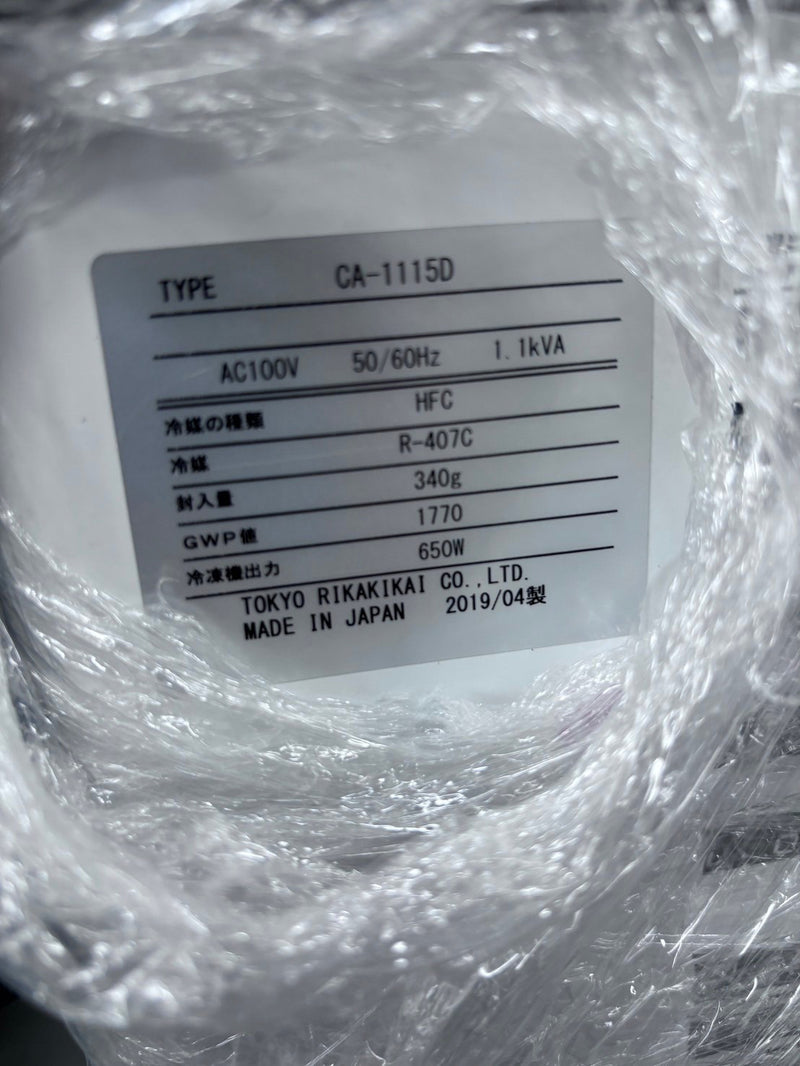 TYPE CA-1115D
AC100V 50/60Hz 1.1kVA
冷媒の種類 HFC
冷媒 R-407C
封入量 340g
GWP値 1770
冷凍機出力 650W
TOKYO RIKAKIKAI CO.,LTD.
MADE IN JAPAN 2019/04製